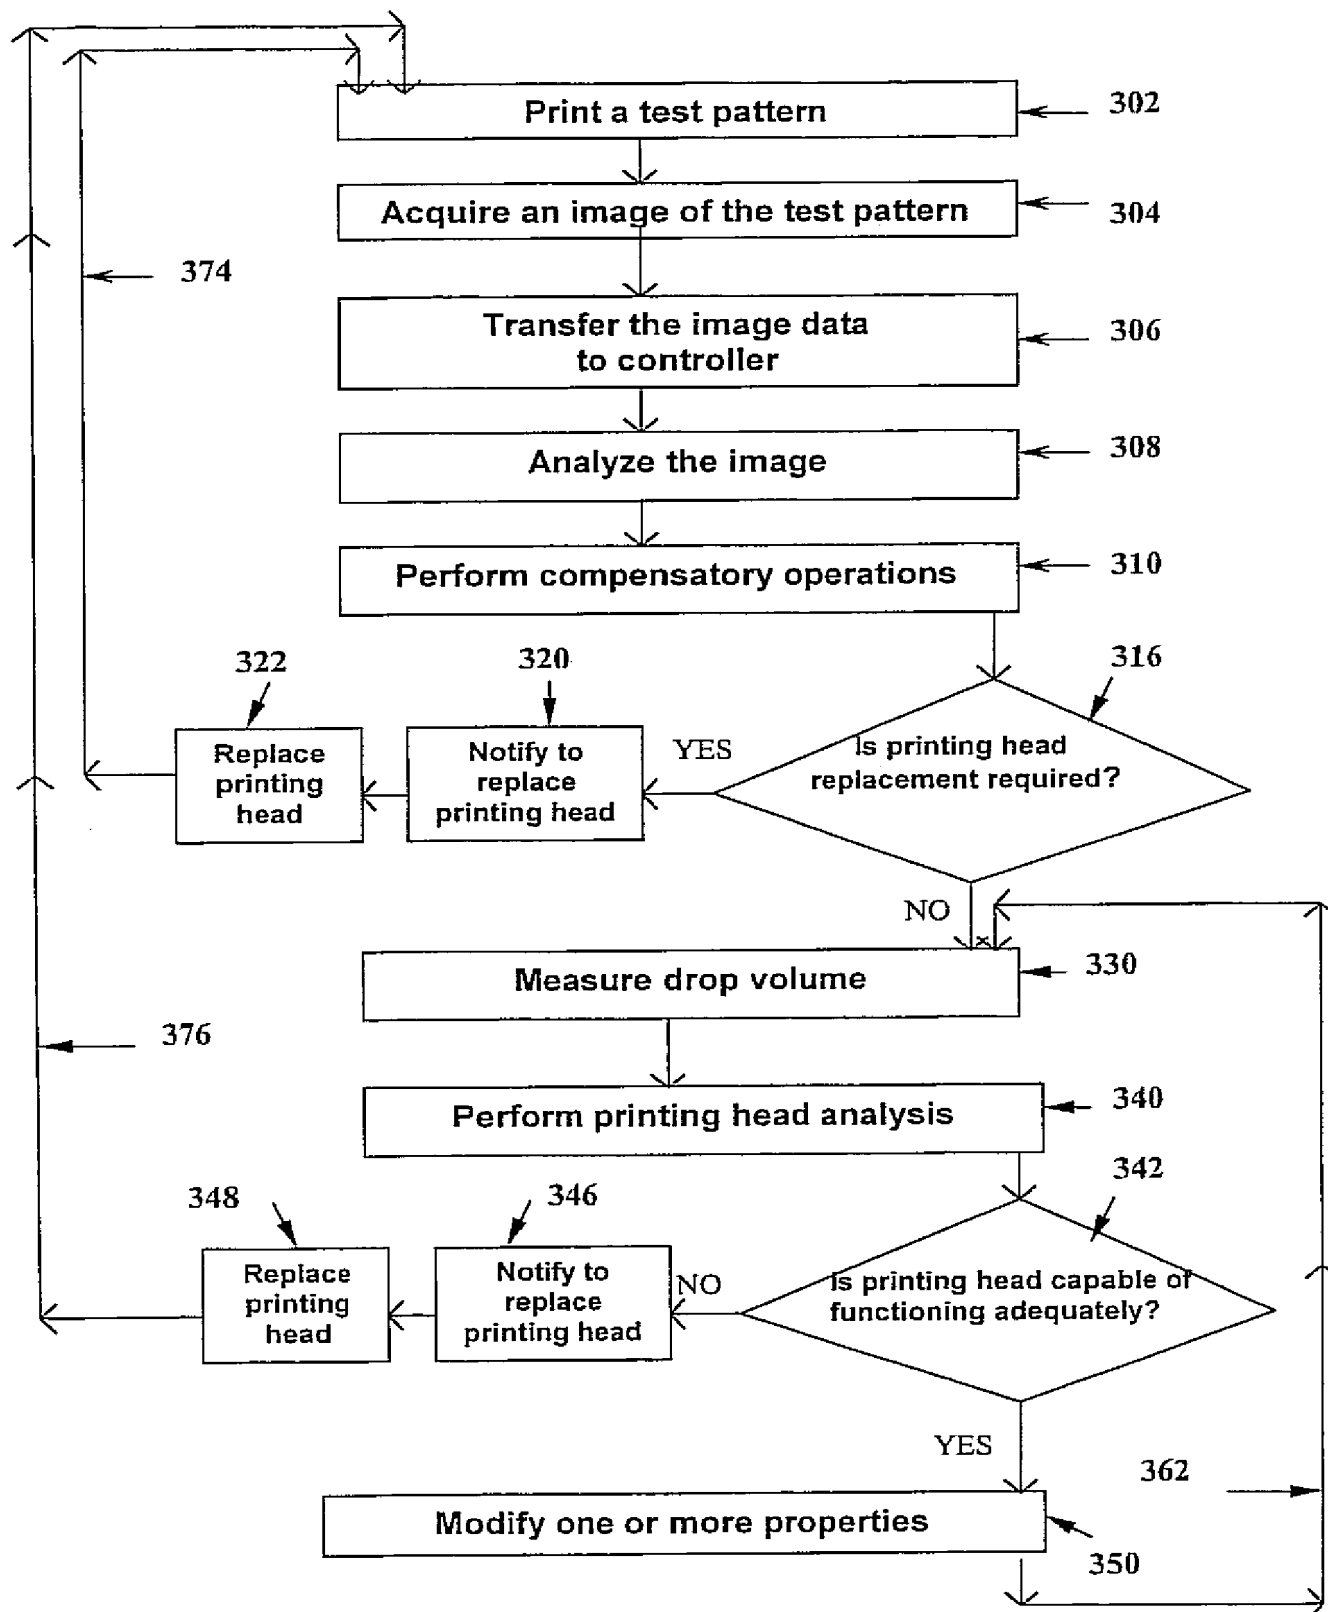 Print a test pattern
302
Acquire an image of the test pattern
304
374
Transfer the image data
to controller
306
Analyze the image
308
Perform compensatory operations
310
322
320
316
Replace
printing
head
Notify to
replace
printing head
YES
Is printing head
replacement required?
NO
Measure drop volume
330
376
Perform printing head analysis
340
342
348
346
Replace
printing
head
Notify to
replace
printing head
NO
Is printing head capable of
functioning adequately?
YES
362
Modify one or more properties
350